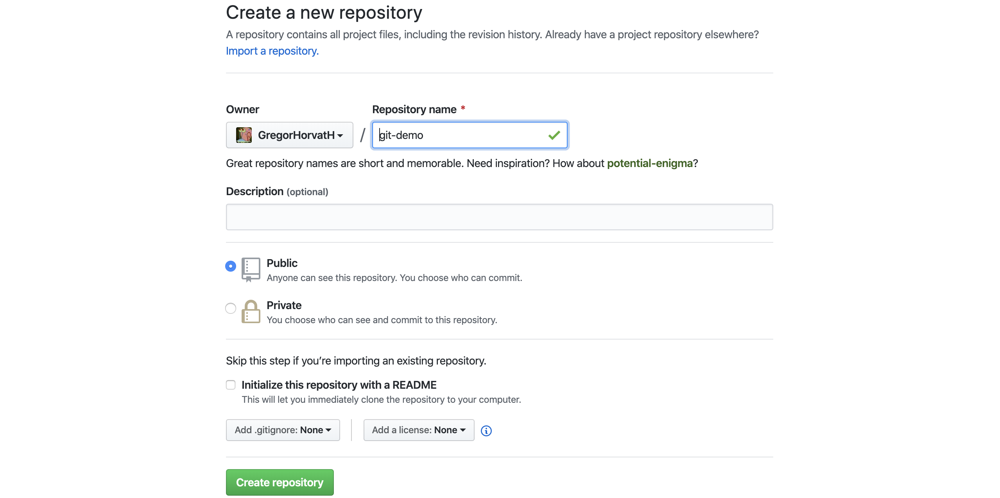 Create a new repository
A repository contains all project files, including the revision history. Already have a project repository elsewhere?
Import a repository.
Owner
Repository name *
GregorHorvatH
/
git-demo
Great repository names are short and memorable. Need inspiration? How about potential-enigma?
Description (optional)
Public
Anyone can see this repository. You choose who can commit.
Private
You choose who can see and commit to this repository.
Skip this step if you’re importing an existing repository.
Initialize this repository with a README
This will let you immediately clone the repository to your computer.
Add .gitignore: None
Add a license: None
Create repository